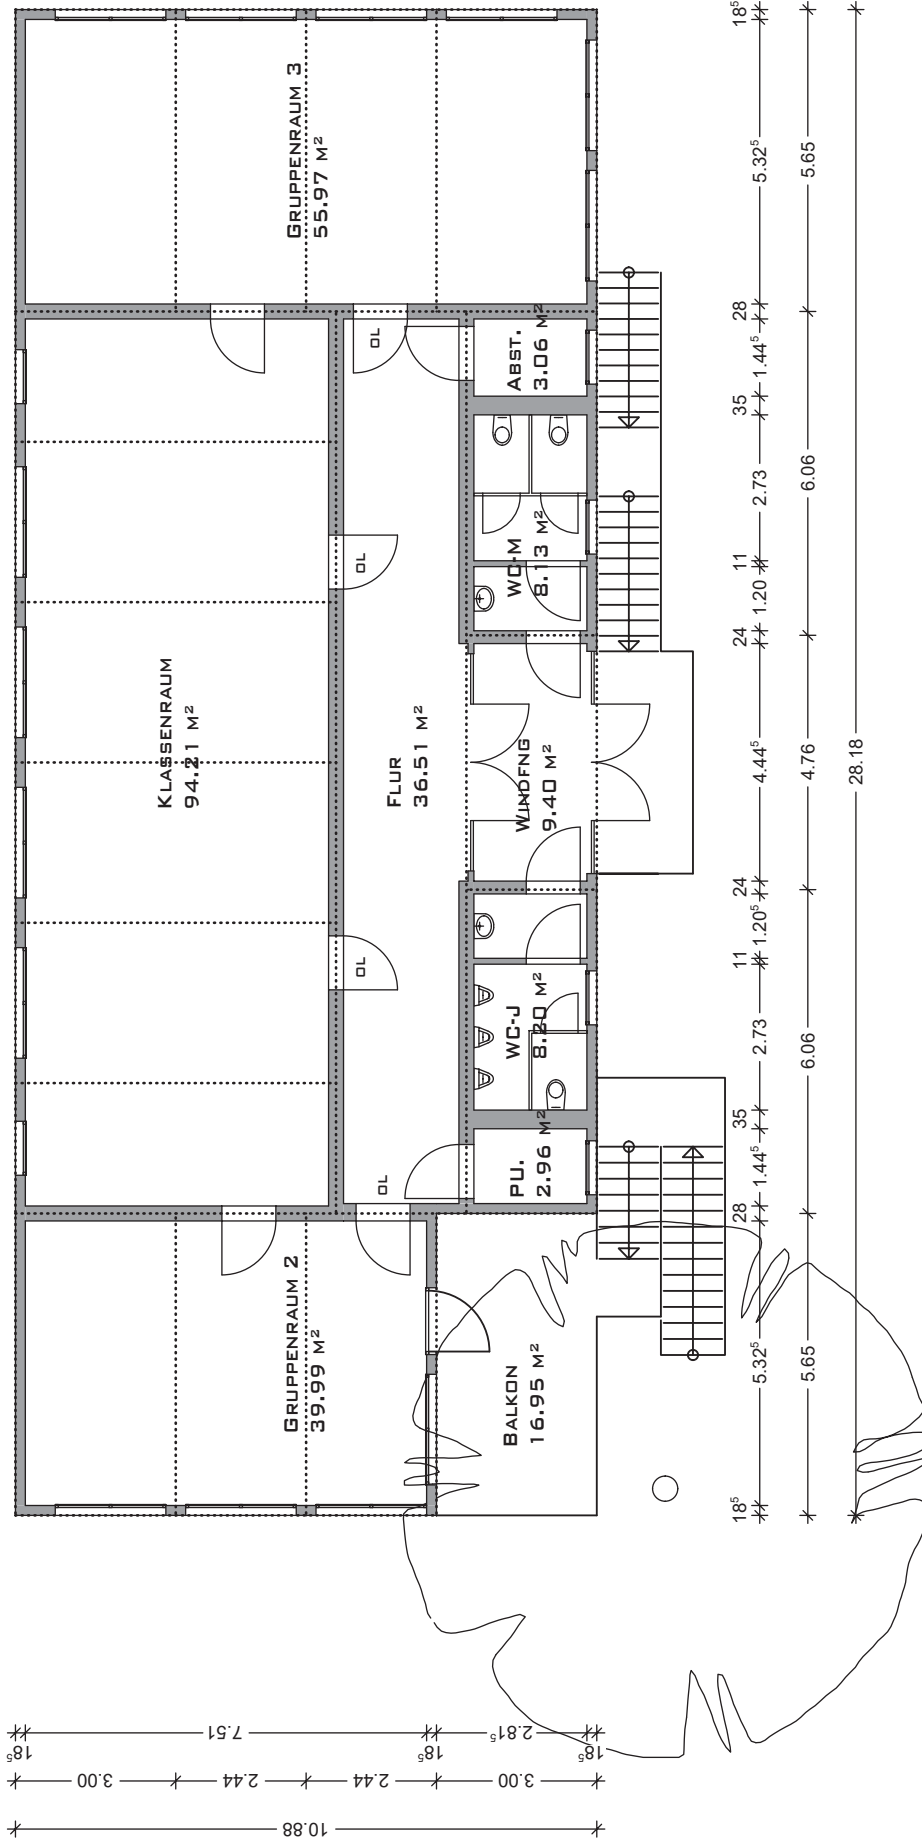 GRUPPENRAUM 3
55.97 M²
KLASSENRAUM
94.21 M²
GRUPPENRAUM 2
39.99 M²
FLUR
36.51 M²
OL
OL
OL
OL
ABST.
3.06 M²
WC-M
8.13 M²
WINDFNG
9.40 M²
WC-J
8.20 M²
PU.
2.96 M²
BALKON
16.95 M²
18⁵ 5.32⁵ 28 1.44⁵ 35 2.73 11 1.20⁵ 24 4.44⁵ 24 1.20 11 2.73 35 1.44⁵ 28 5.32⁵ 18⁵
5.65 6.06 4.76 6.06 5.65
28.18
18⁵ 7.51 18⁵ 2.81⁵ 18⁵
3.00 2.44 2.44 3.00
10.88